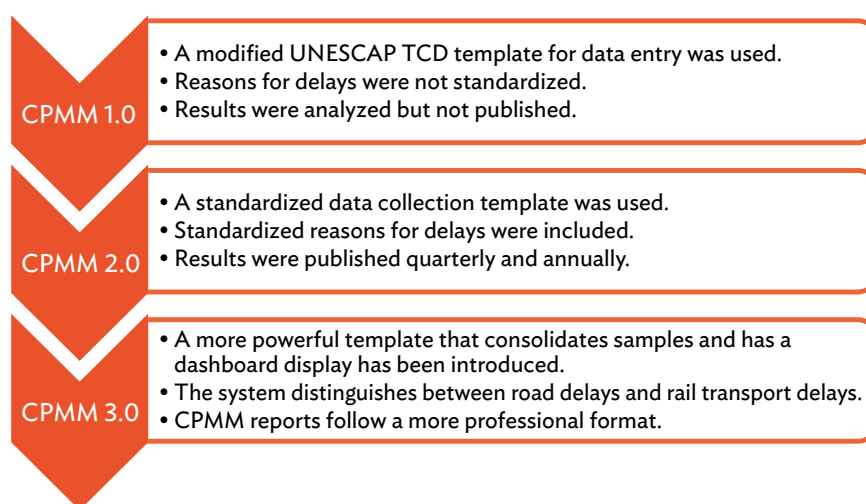 CPMM 1.0
• A modified UNESCAP TCD template for data entry was used.
• Reasons for delays were not standardized.
• Results were analyzed but not published.
CPMM 2.0
• A standardized data collection template was used.
• Standardized reasons for delays were included.
• Results were published quarterly and annually.
CPMM 3.0
• A more powerful template that consolidates samples and has a
dashboard display has been introduced.
• The system distinguishes between road delays and rail transport delays.
• CPMM reports follow a more professional format.